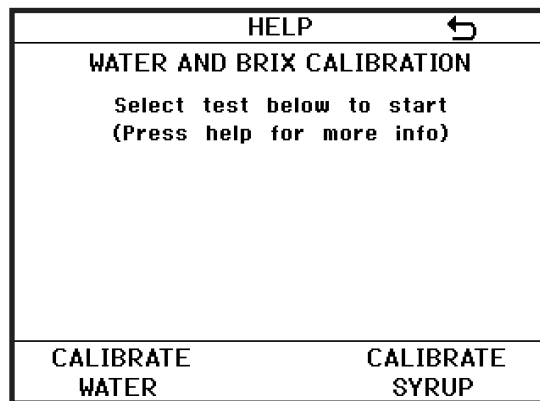 HELP
WATER AND BRIX CALIBRATION
Select test below to start
(Press help for more info)
CALIBRATE CALIBRATE
WATER SYRUP